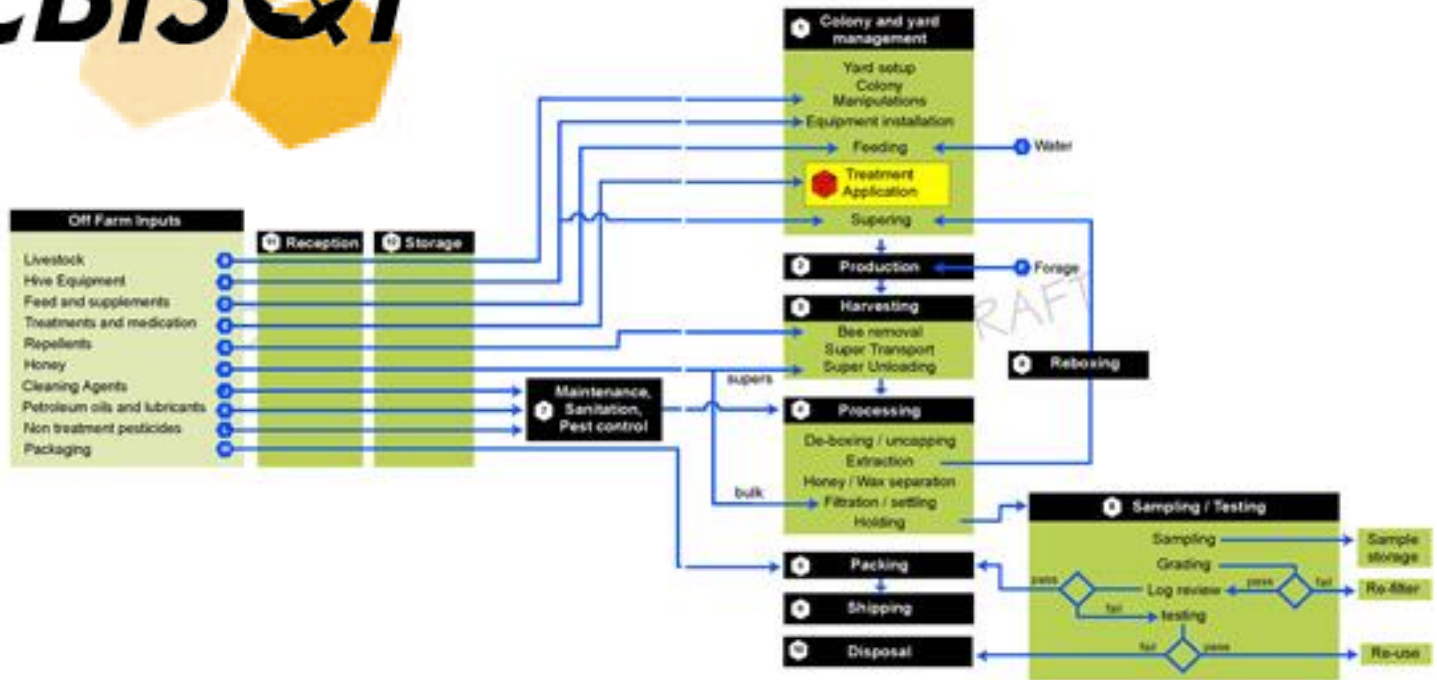 CBISQT
Colony and yard
management
Yard setup
Colony
Manipulations
Equipment installation
Feeding
Water
Treatment
Application
Supering
Off Farm Inputs
Reception
Storage
Livestock
Hive Equipment
Feed and supplements
Treatments and medication
Repellents
Honey
Cleaning Agents
Petroleum oils and lubricants
Non treatment pesticides
Packaging
Production
Forage
RAFT
Harvesting
Bee removal
Super Transport
Super Unloading
Reboxing
supers
Maintenance,
Sanitation,
Pest control
Processing
De-boxing / uncapping
Extraction
Honey / Wax separation
bulk
Filtration / settling
Holding
Sampling / Testing
Sampling
Sample
storage
Grading
Packing
pass
Log review
pass
fail
Re-filter
fail
testing
Shipping
Disposal
fail
pass
Re-use